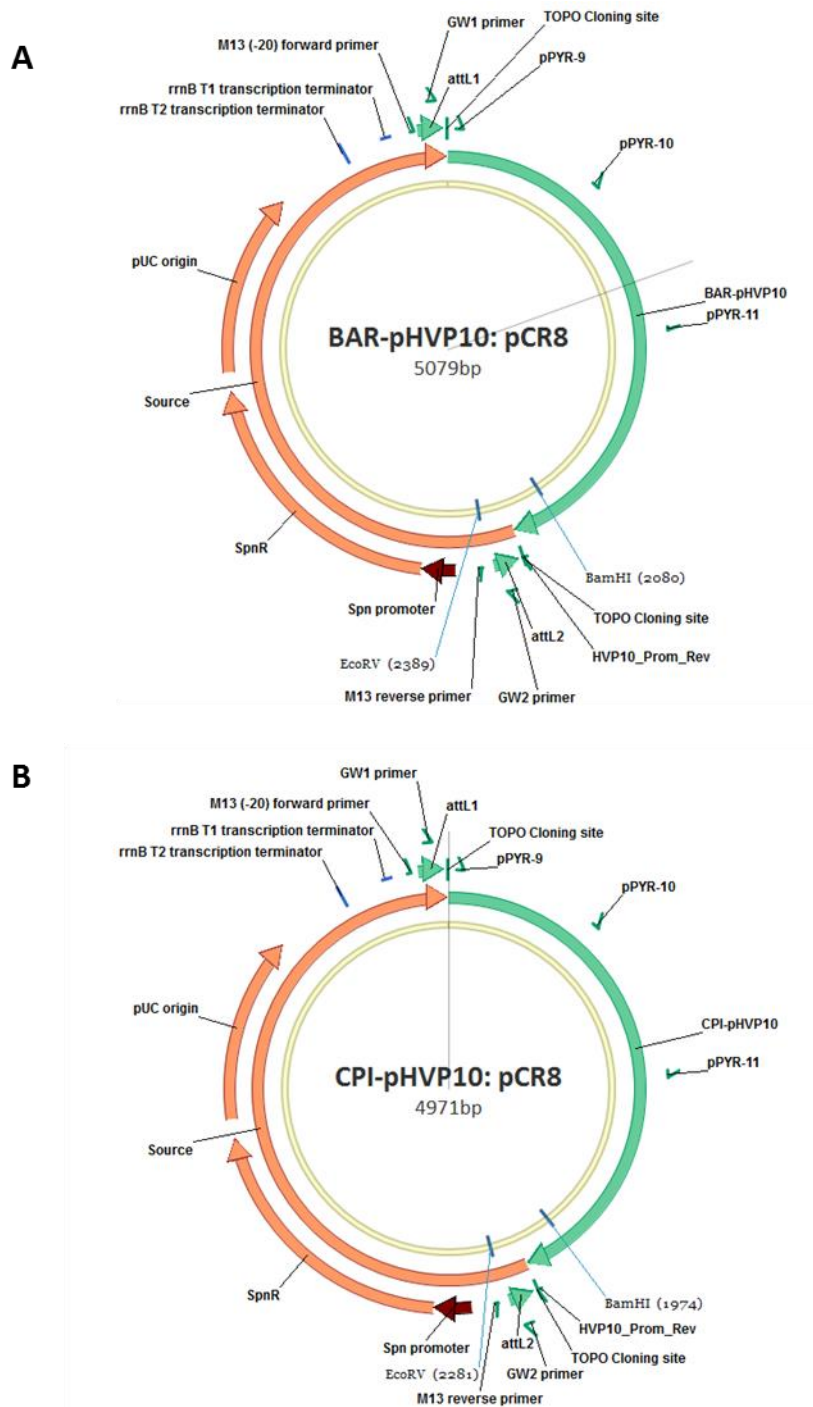 A
GW1 primer
TOPO Cloning site
M13 (-20) forward primer
attL1
pPYR-9
rrnB T1 transcription terminator
rrnB T2 transcription terminator
pPYR-10
pUC origin
BAR-pHVP10
pPYR-11
BAR-pHVP10: pCR8
5079bp
Source
SpnR
BamHI (2080)
Spn promoter
TOPO Cloning site
attL2
HVP10_Prom_Rev
EcoRV (2389)
M13 reverse primer
GW2 primer
B
GW1 primer
M13 (-20) forward primer
attL1
rrnB T1 transcription terminator
TOPO Cloning site
rrnB T2 transcription terminator
pPYR-9
pPYR-10
pUC origin
CPI-pHVP10
pPYR-11
CPI-pHVP10: pCR8
4971bp
Source
SpnR
BamHI (1974)
HVP10_Prom_Rev
Spn promoter
attL2
TOPO Cloning site
EcoRV (2281)
GW2 primer
M13 reverse primer